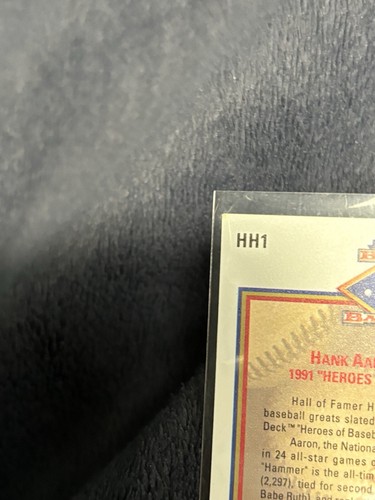 HH1
HANK
1991 "HEROES
Hall of Famer H
baseball greats slated
Deck™ "Heroes of Baseb
Aaron, the National
in 24 all-star games
"Hammer" is the all-tim
(2,297), tied for second
Babe Ruth) and